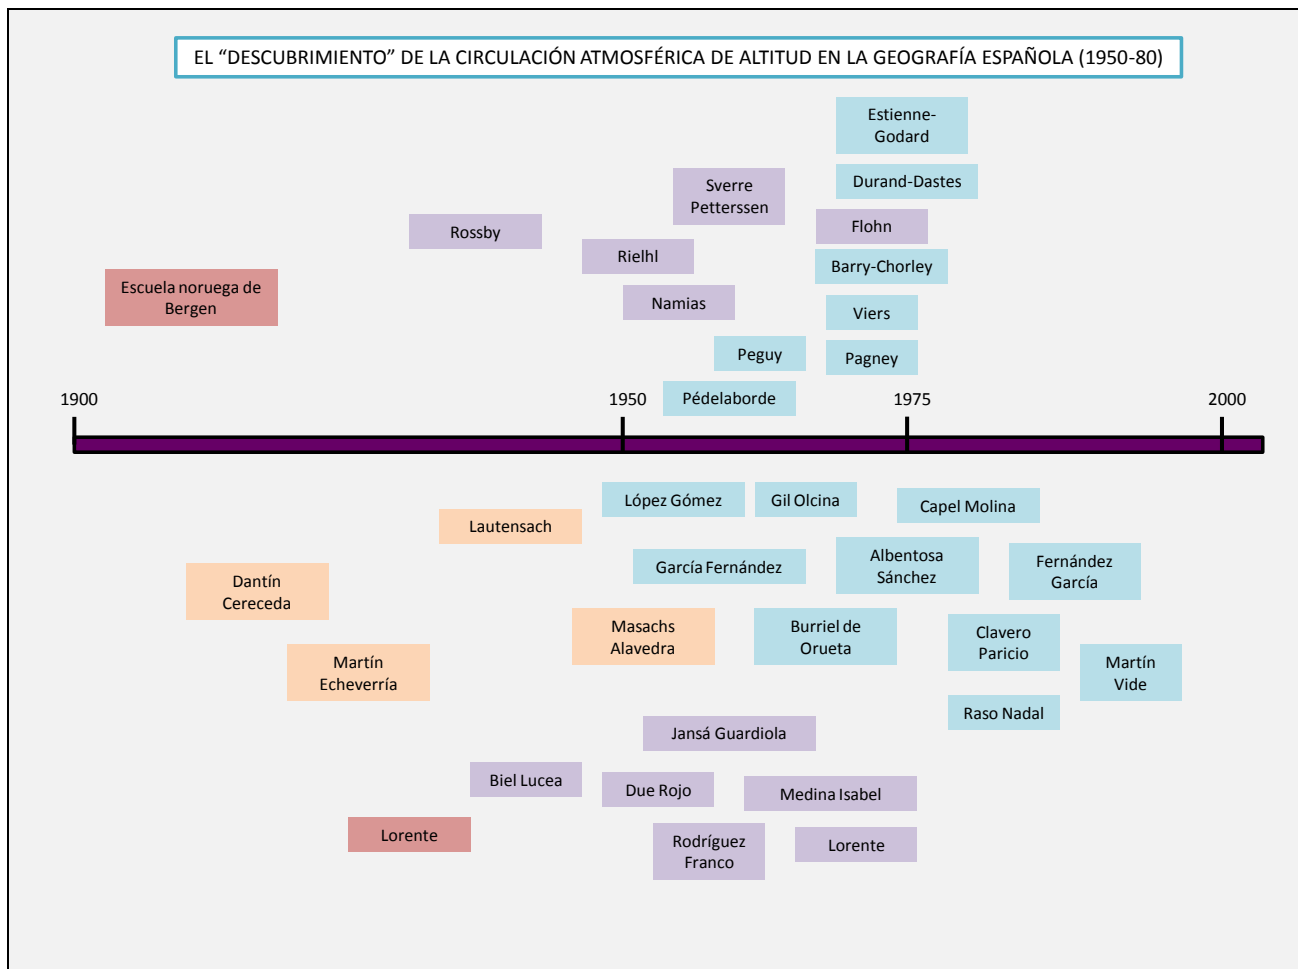 EL “DESCUBRIMIENTO” DE LA CIRCULACIÓN ATMOSFÉRICA DE ALTITUD EN LA GEOGRAFÍA ESPAÑOLA (1950-80)
Estienne-
Godard
Durand-Dastes
Sverre
Petterssen
Flohn
Rossby
Rielhl
Barry-Chorley
Escuela noruega de
Bergen
Namias
Viers
Peguy
Pagney
Pédelaborde
1900
1950
1975
2000
López Gómez
Gil Olcina
Capel Molina
Lautensach
García Fernández
Albentosa
Sánchez
Fernández
García
Dantín
Cereceda
Masachs
Alavedra
Burriel de
Orueta
Clavero
Paricio
Martín
Echeverría
Martín
Vide
Raso Nadal
Jansá Guardiola
Biel Lucea
Due Rojo
Medina Isabel
Lorente
Rodríguez
Franco
Lorente